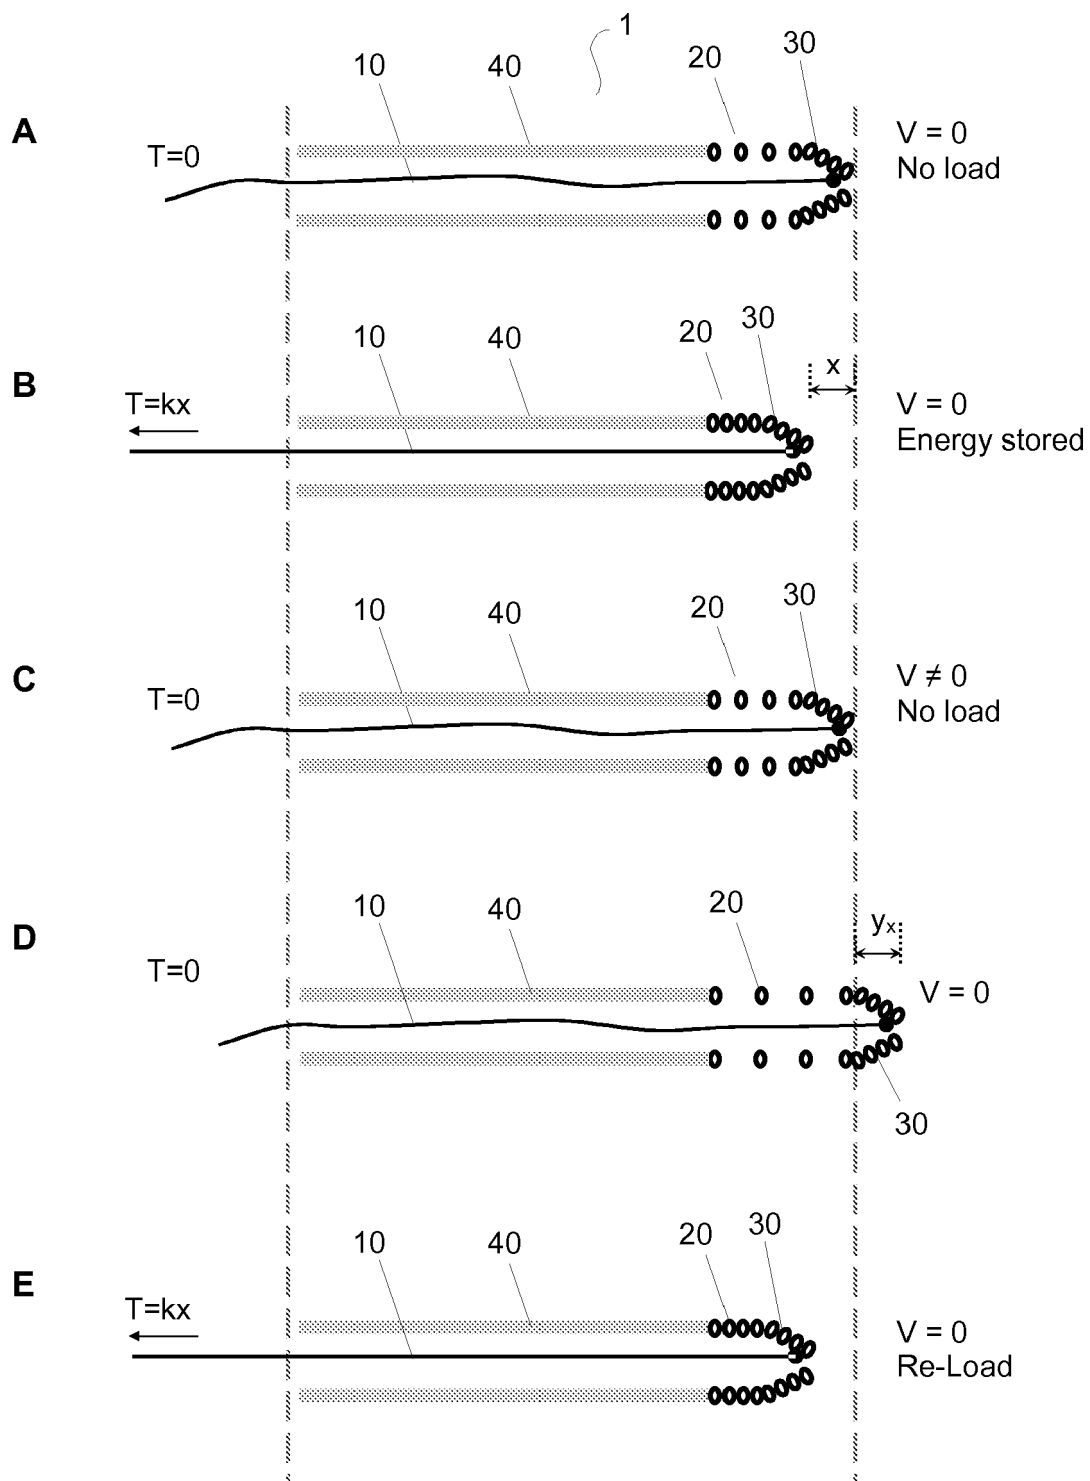 1
10
40
20
30
A
T=0
V = 0
No load
10
40
20
30
B
x
T=kx
V = 0
Energy stored
10
40
20
30
C
T=0
V ≠ 0
No load
10
40
20
D
yₓ
T=0
V = 0
30
10
40
20
30
E
T=kx
V = 0
Re-Load